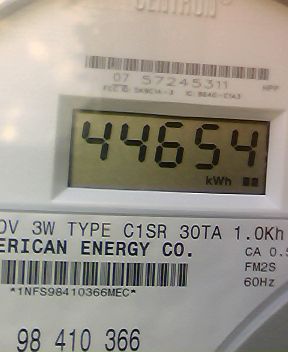 CENTRON®
07 57245311
44654
kWh
0V 3W TYPE C1SR 30TA 1.0Kh
ERICAN ENERGY CO.
CA 0.5
FM2S
60Hz
*1NFS98410366MEC*
98 410 366